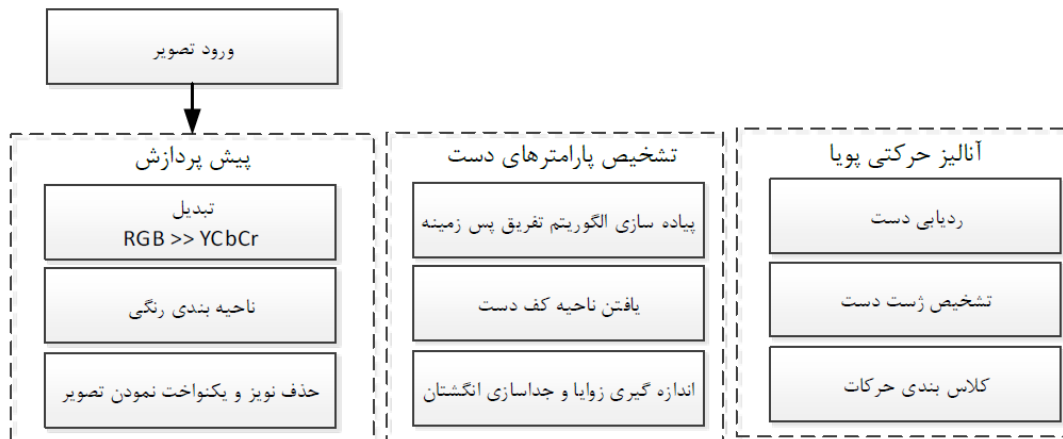 ورود تصویر
پیش پردازش
تبدیل
RGB >> YCbCr
ناحیه بندی رنگی
حذف نویز و یکنواخت نمودن تصویر
تشخیص پارامترهای دست
پیاده سازی الگوریتم تفریق پس زمینه
یافتن ناحیه کف دست
اندازه گیری زوایا و جداسازی انگشتان
آنالیز حرکتی پویا
ردیابی دست
تشخیص ژست دست
کلاس بندی حرکات